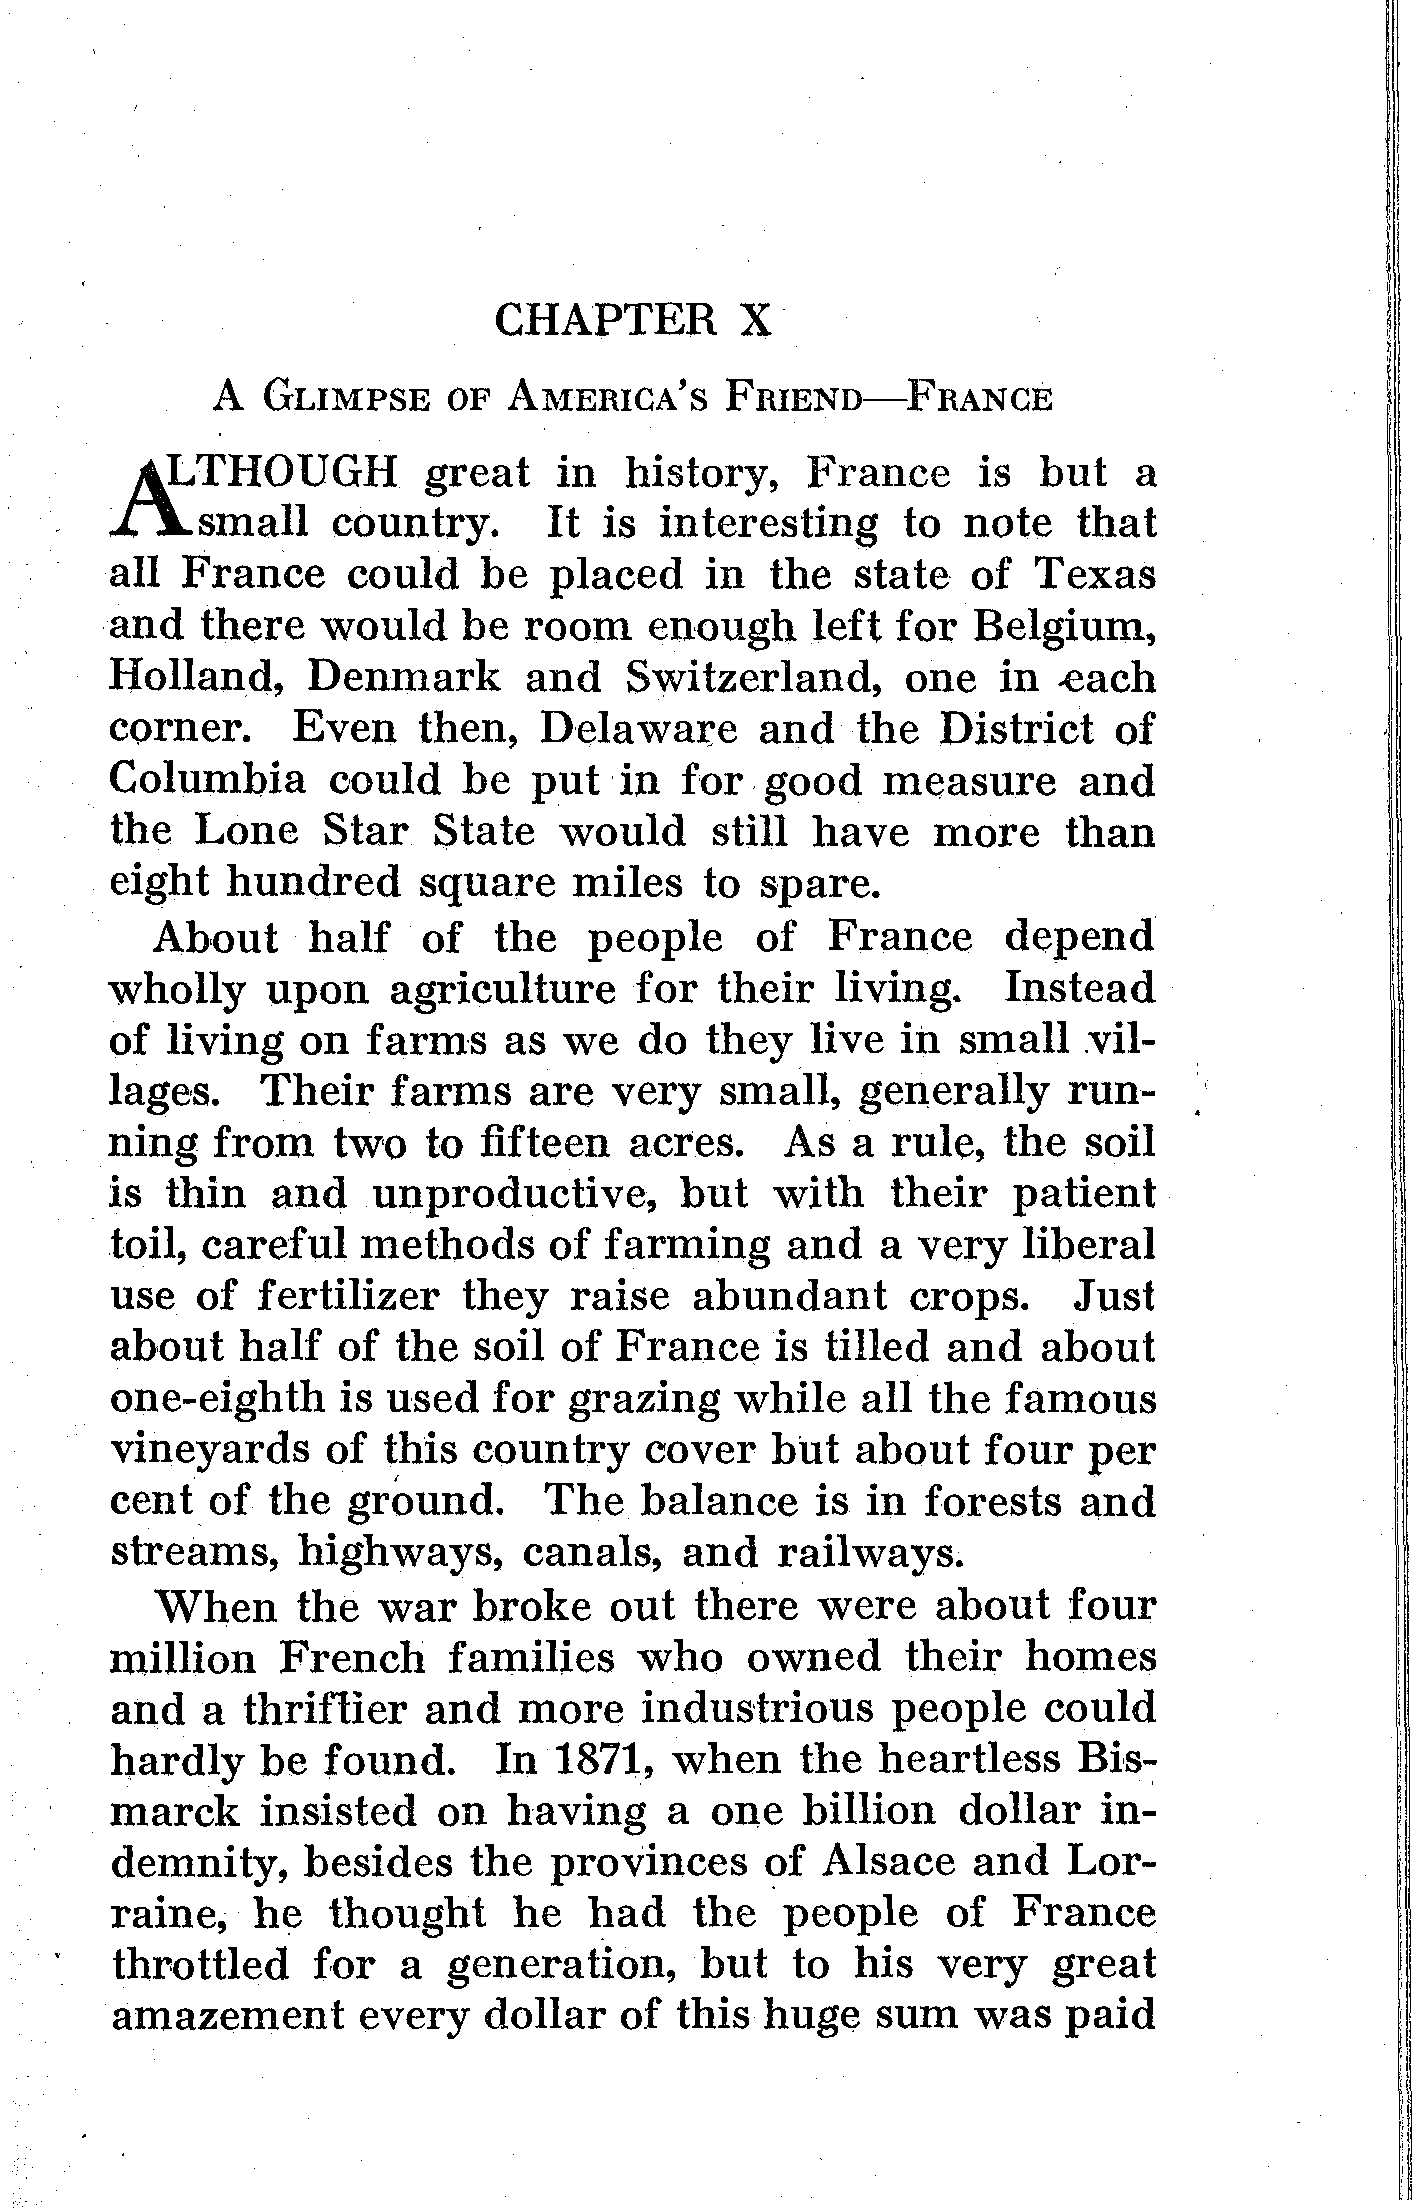 CHAPTER X
A Glimpse of America's Friend—France
ALTHOUGH great in history, France is but a
small country. It is interesting to note that
all France could be placed in the state of Texas
and there would be room enough left for Belgium,
Holland, Denmark and Switzerland, one in each
corner. Even then, Delaware and the District of
Columbia could be put in for good measure and
the Lone Star State would still have more than
eight hundred square miles to spare.
About half of the people of France depend
wholly upon agriculture for their living. Instead
of living on farms as we do they live in small vil-
lages. Their farms are very small, generally run-
ning from two to fifteen acres. As a rule, the soil
is thin and unproductive, but with their patient
toil, careful methods of farming and a very liberal
use of fertilizer they raise abundant crops. Just
about half of the soil of France is tilled and about
one-eighth is used for grazing while all the famous
vineyards of this country cover but about four per
cent of the ground. The balance is in forests and
streams, highways, canals, and railways.
When the war broke out there were about four
million French families who owned their homes
and a thriftier and more industrious people could
hardly be found. In 1871, when the heartless Bis-
marck insisted on having a one billion dollar in-
demnity, besides the provinces of Alsace and Lor-
raine, he thought he had the people of France
throttled for a generation, but to his very great
amazement every dollar of this huge sum was paid